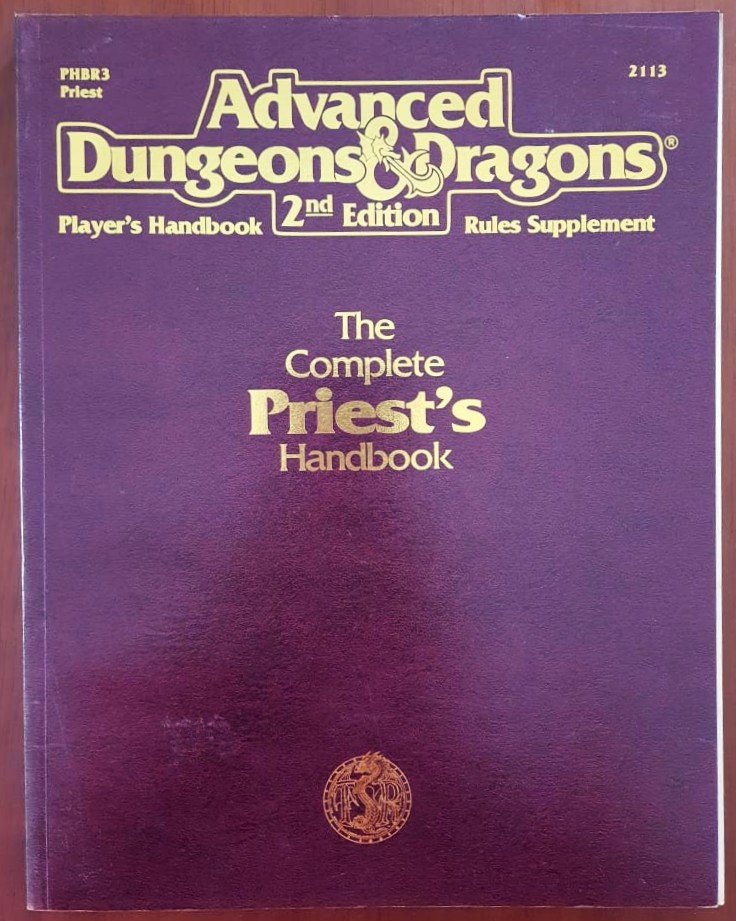 PHBR3
Priest
2113
Advanced
Dungeons & Dragons®
2nd Edition
Player's Handbook
Rules Supplement
The
Complete
Priest's
Handbook
TSR